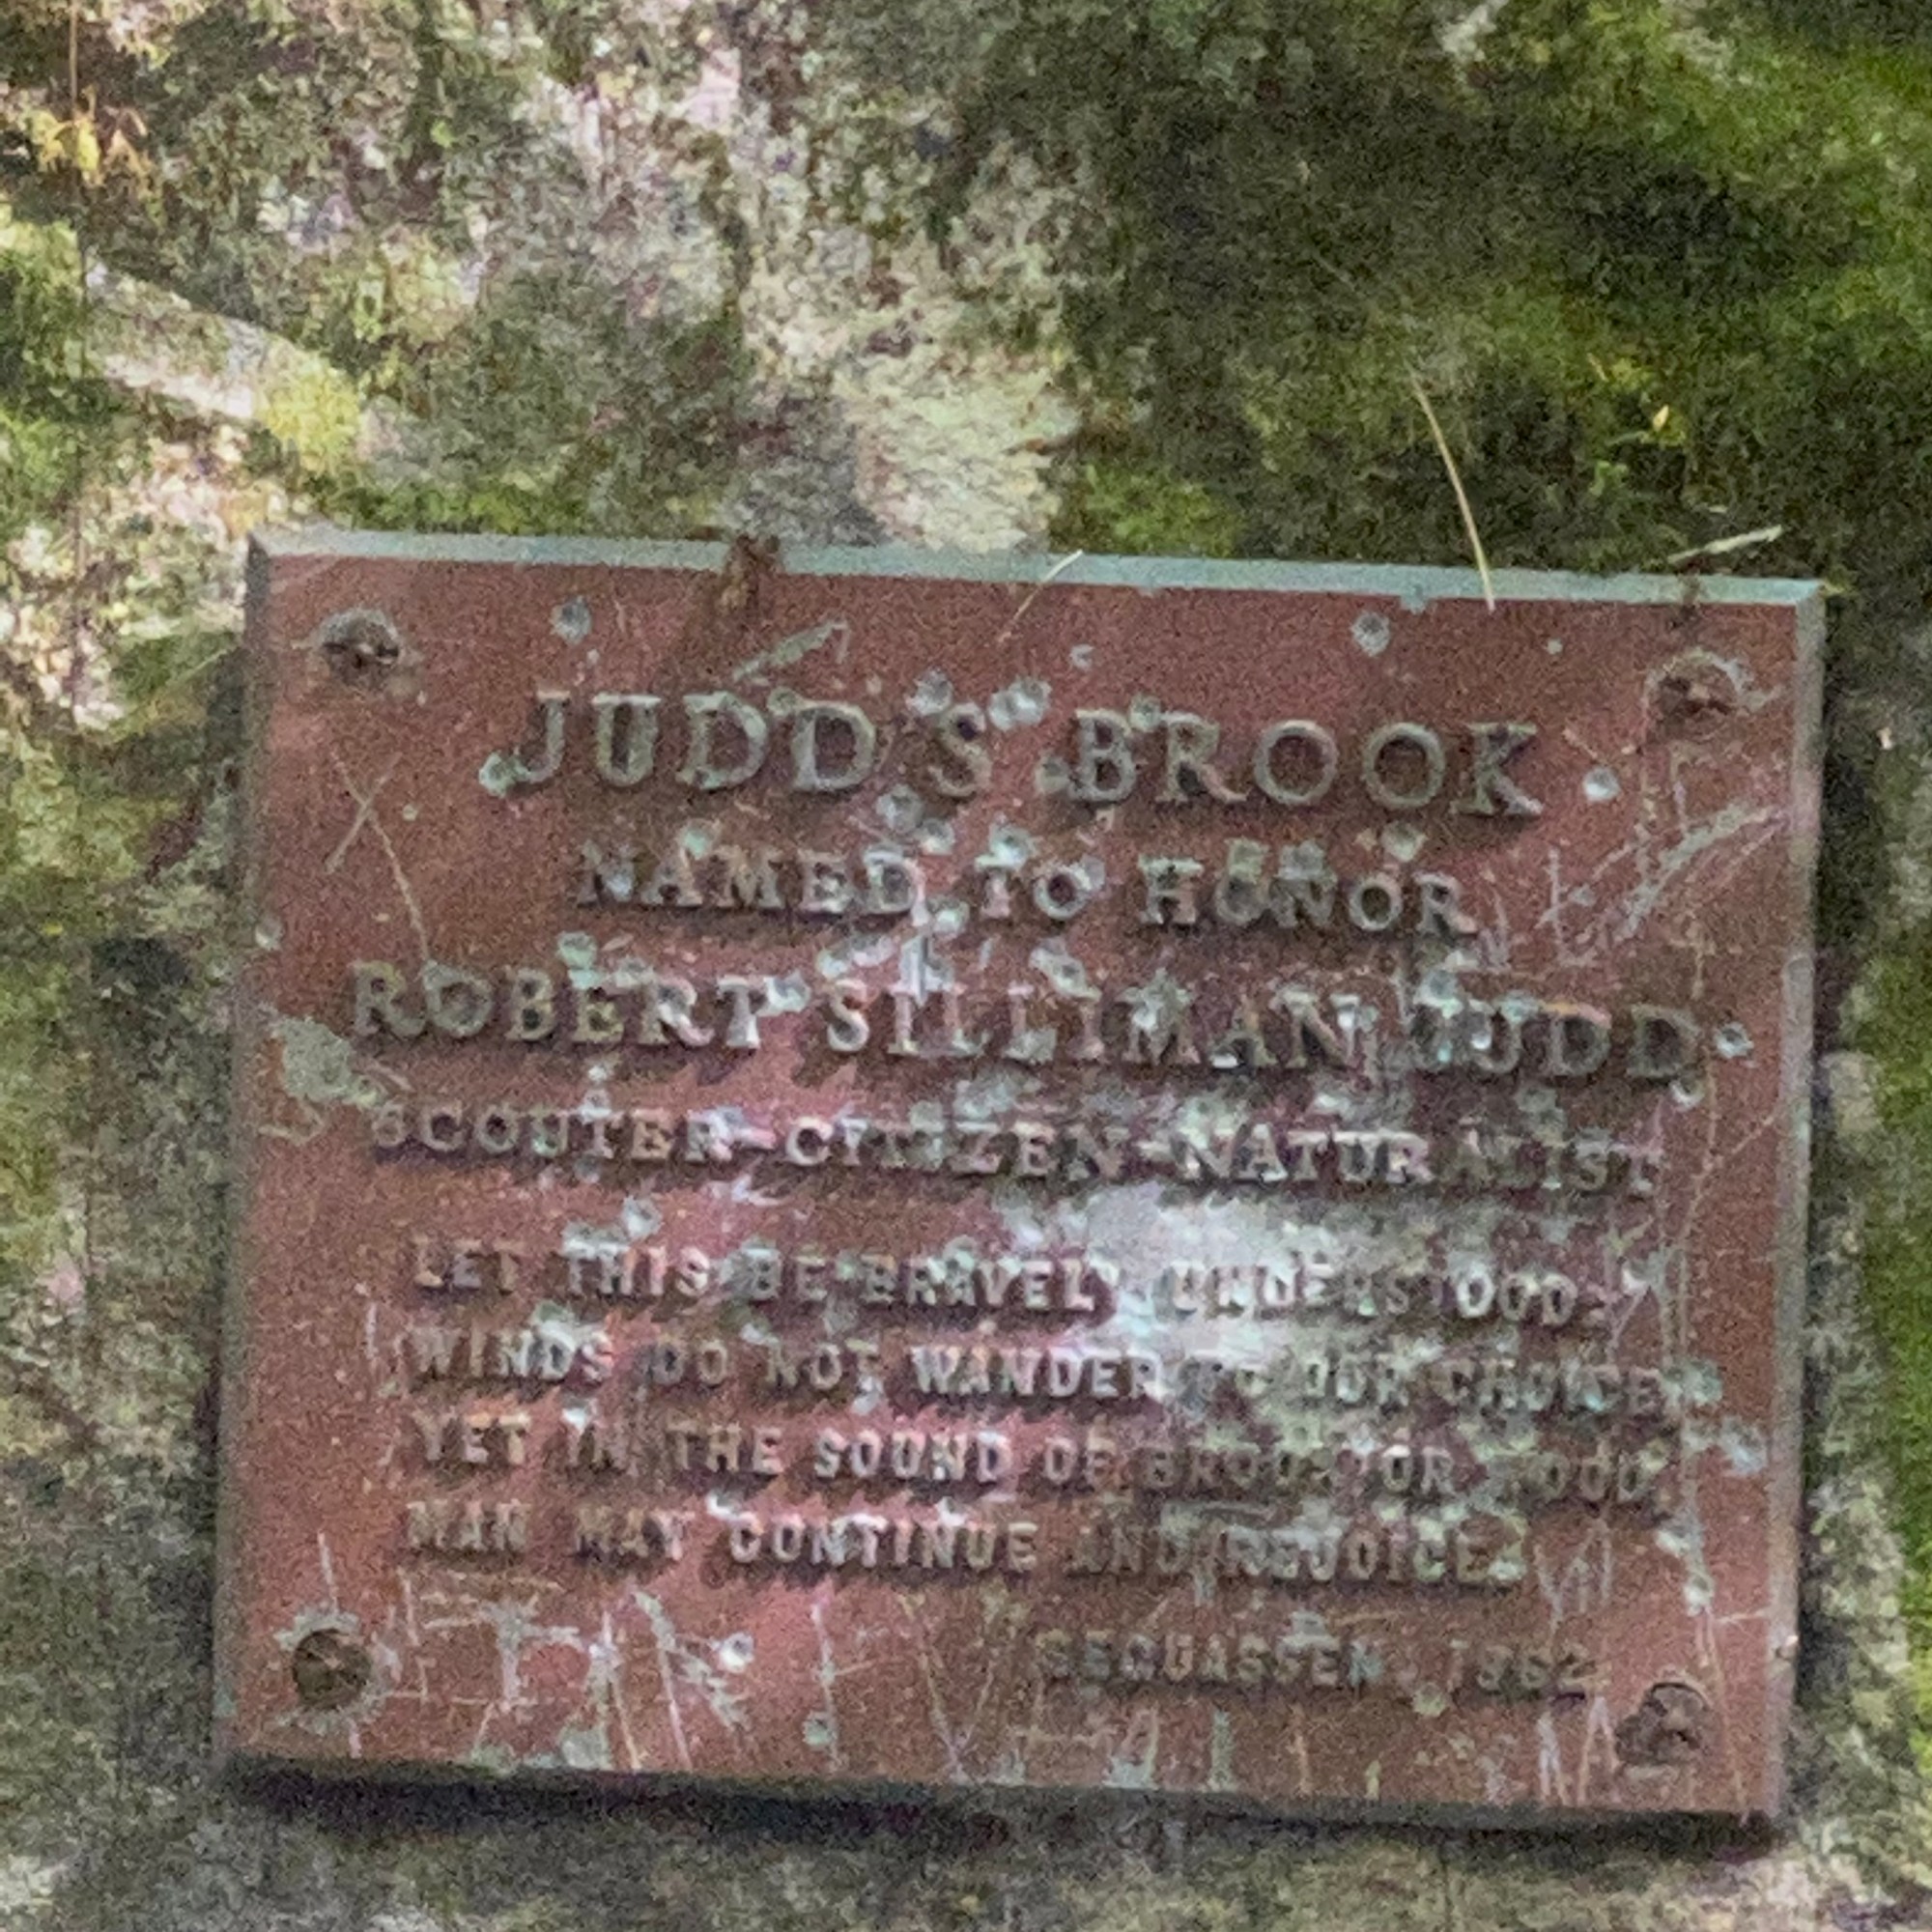 JUDD'S BROOK
NAMED TO HONOR
ROBERT SILLIMAN JUDD
SCOUTER-CITIZEN-NATURALIST
LET THIS BE BRAVELY UNDERSTOOD:
WINDS DO NOT WANDER TO OUR CHOICE
YET IN THE SOUND OF BROOK OR WOOD
MAN MAY CONTINUE AND REJOICE.
SEQUASSEN, 1962